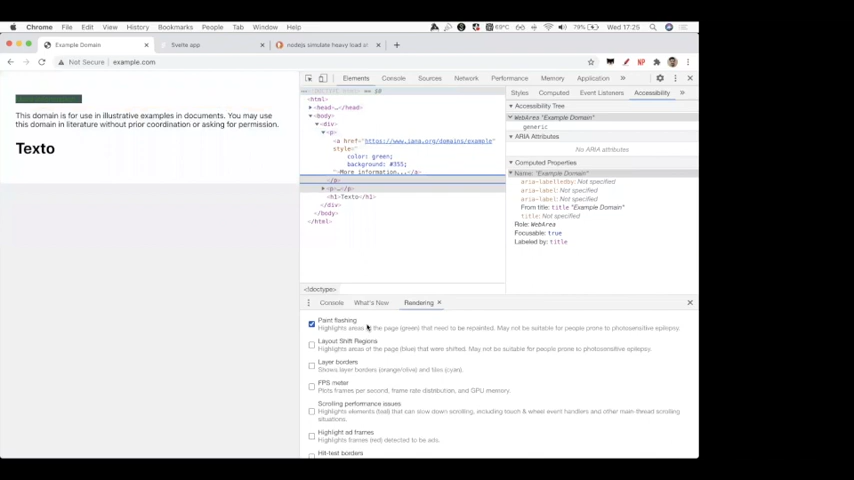 Chrome File Edit View History Bookmarks People Tab Window Help 69°C 79% Wed 17:25
Example Domain × Svelte app × nodejs simulate heavy load at × +
Not Secure | example.com
This domain is for use in illustrative examples in documents. You may use
this domain in literature without prior coordination or asking for permission.
Texto
Elements Console Sources Network Performance Memory Application »
<html>
<head>…</head>
<body>
<div>
<p>
<a href="https://www.iana.org/domains/example"
style="
color: green;
background: #355;
">More information...</a>
</p>
<p>…</p>
<h1>Texto</h1>
</div>
</body>
</html>
<!doctype>
Styles Computed Event Listeners Accessibility »
Accessibility Tree
WebArea "Example Domain"
generic
ARIA Attributes
No ARIA attributes
Computed Properties
Name: "Example Domain"
aria-labelledby: Not specified
aria-label: Not specified
aria-label: Not specified
From title: title "Example Domain"
title: Not specified
Role: WebArea
Focusable: true
Labeled by: title
Console What's New Rendering ×
Paint flashing
Highlights areas of the page (green) that need to be repainted. May not be suitable for people prone to photosensitive epilepsy.
Layout Shift Regions
Highlights areas of the page (blue) that were shifted. May not be suitable for people prone to photosensitive epilepsy.
Layer borders
Shows layer borders (orange/olive) and tiles (cyan).
FPS meter
Plots frames per second, frame rate distribution, and GPU memory.
Scrolling performance issues
Highlights elements (teal) that can slow down scrolling, including touch & wheel event handlers and other main thread scrolling
situations.
Highlight ad frames
Highlights frames (red) detected to be ads.
Hit-test borders